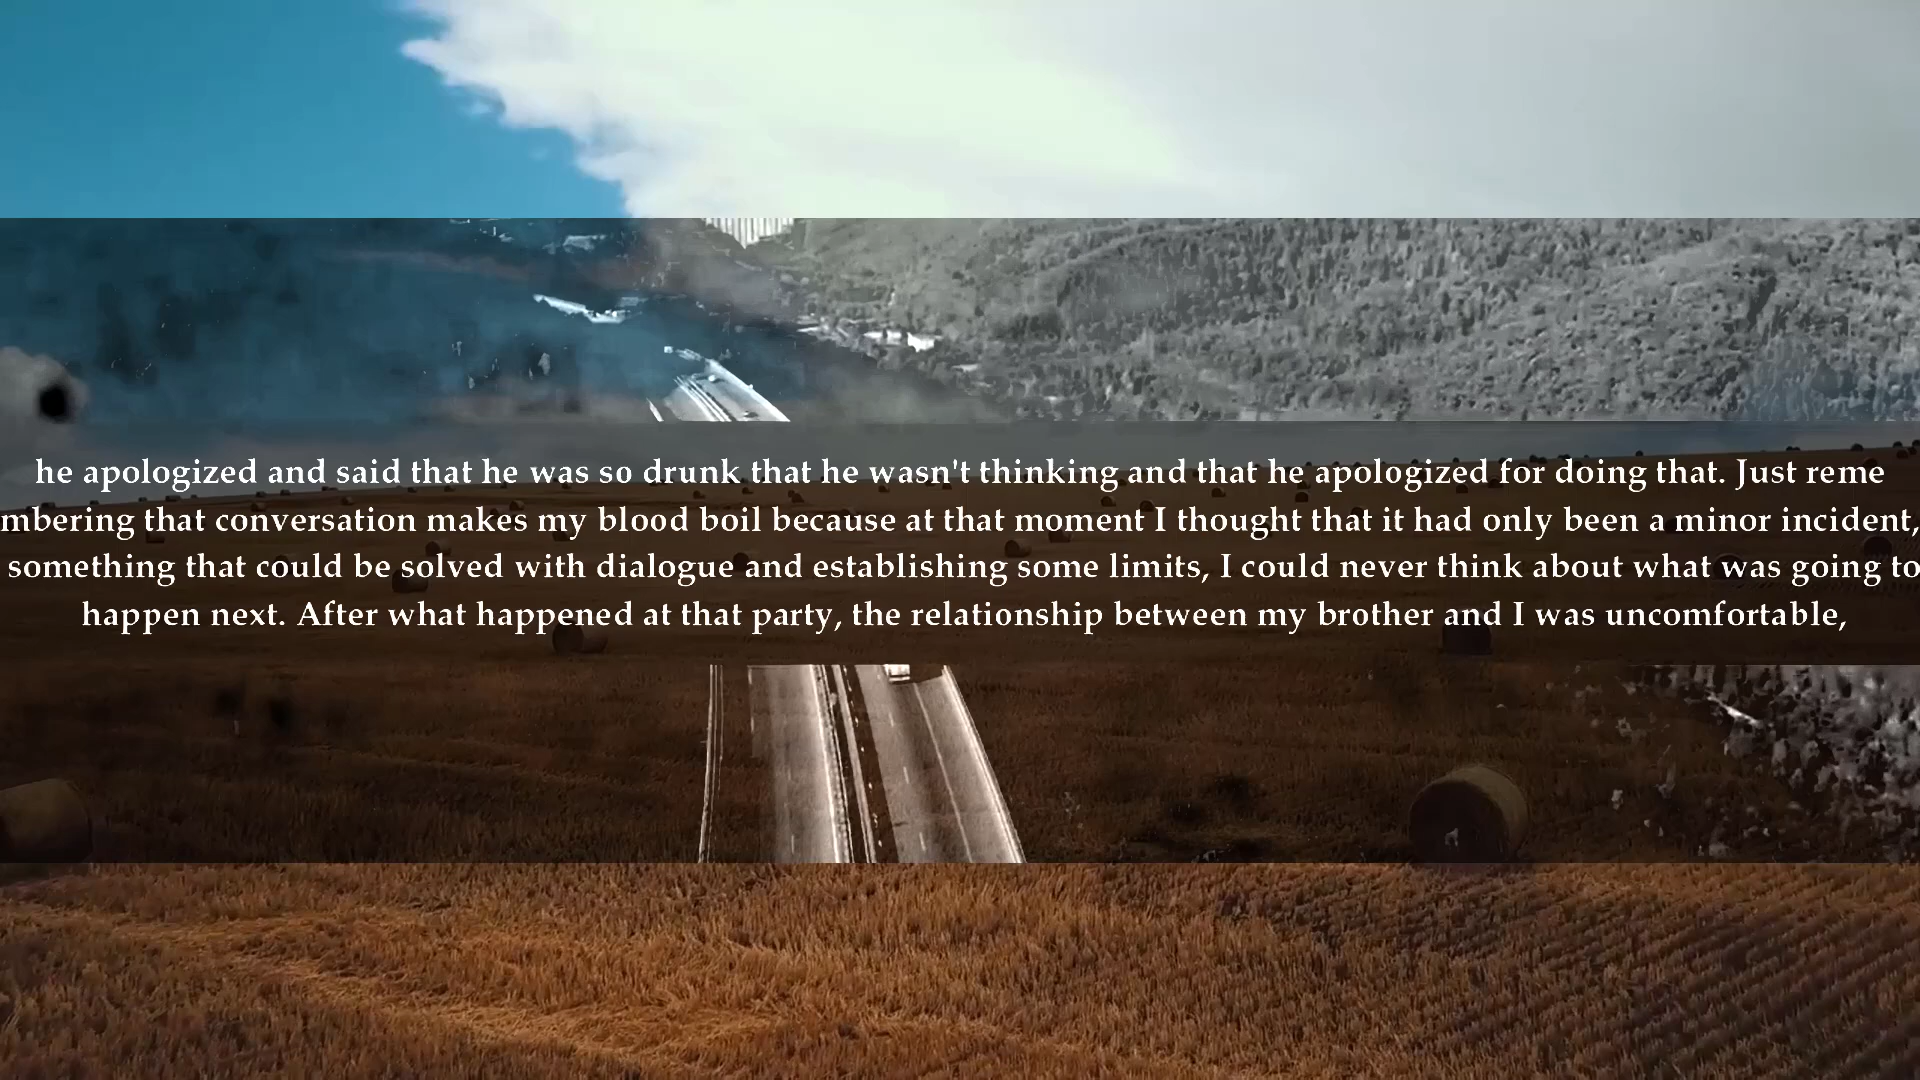 he apologized and said that he was so drunk that he wasn't thinking and that he apologized for doing that. Just reme
mbering that conversation makes my blood boil because at that moment I thought that it had only been a minor incident,
something that could be solved with dialogue and establishing some limits, I could never think about what was going to
happen next. After what happened at that party, the relationship between my brother and I was uncomfortable,